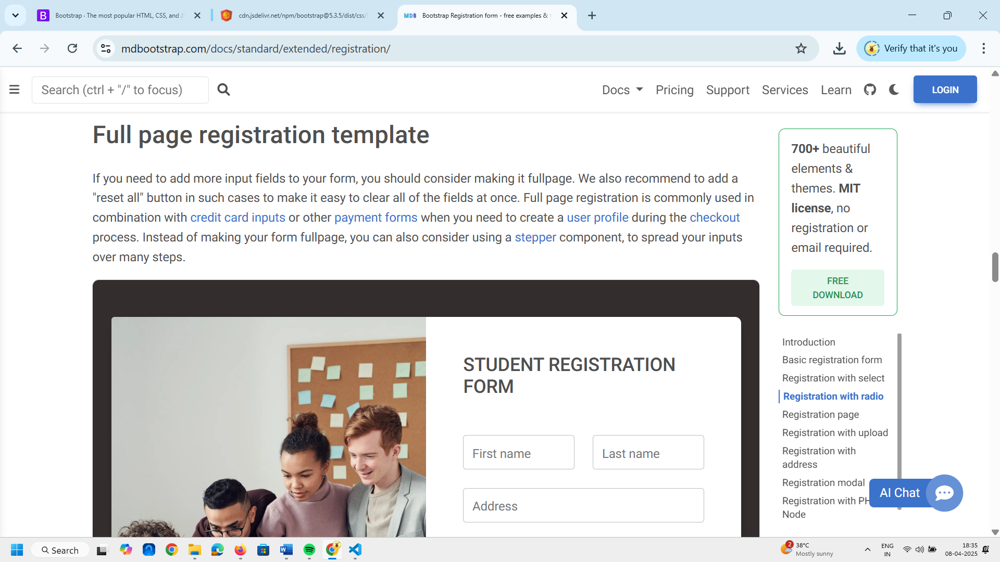 Bootstrap · The most popular HTML, CSS, and JS
cdn.jsdelivr.net/npm/bootstrap@5.3.5/dist/css/
MDB Bootstrap Registration form - free examples &
mdbootstrap.com/docs/standard/extended/registration/
Verify that it's you
Search (ctrl + "/" to focus)
Docs
Pricing
Support
Services
Learn
LOGIN
Full page registration template
If you need to add more input fields to your form, you should consider making it fullpage. We also recommend to add a
"reset all" button in such cases to make it easy to clear all of the fields at once. Full page registration is commonly used in
combination with credit card inputs or other payment forms when you need to create a user profile during the checkout
process. Instead of making your form fullpage, you can also consider using a stepper component, to spread your inputs
over many steps.
STUDENT REGISTRATION
FORM
First name
Last name
Address
700+ beautiful
elements &
themes. MIT
license, no
registration or
email required.
FREE
DOWNLOAD
Introduction
Basic registration form
Registration with select
Registration with radio
Registration page
Registration with upload
Registration with
address
Registration modal
Registration with PH
Node
AI Chat
Search
2
38°C
Mostly sunny
ENG
IN
18:35
08-04-2025